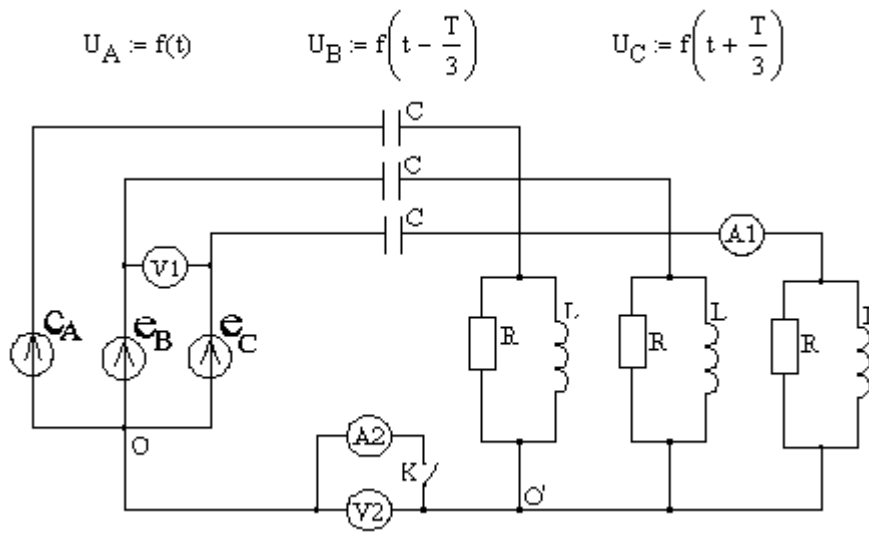 U_A := f(t) U_B := f(t - T/3) U_C := f(t + T/3)
C
C
C
A1
V1
e_A e_B e_C
R L R L R L
O
A2
K
V2 O'